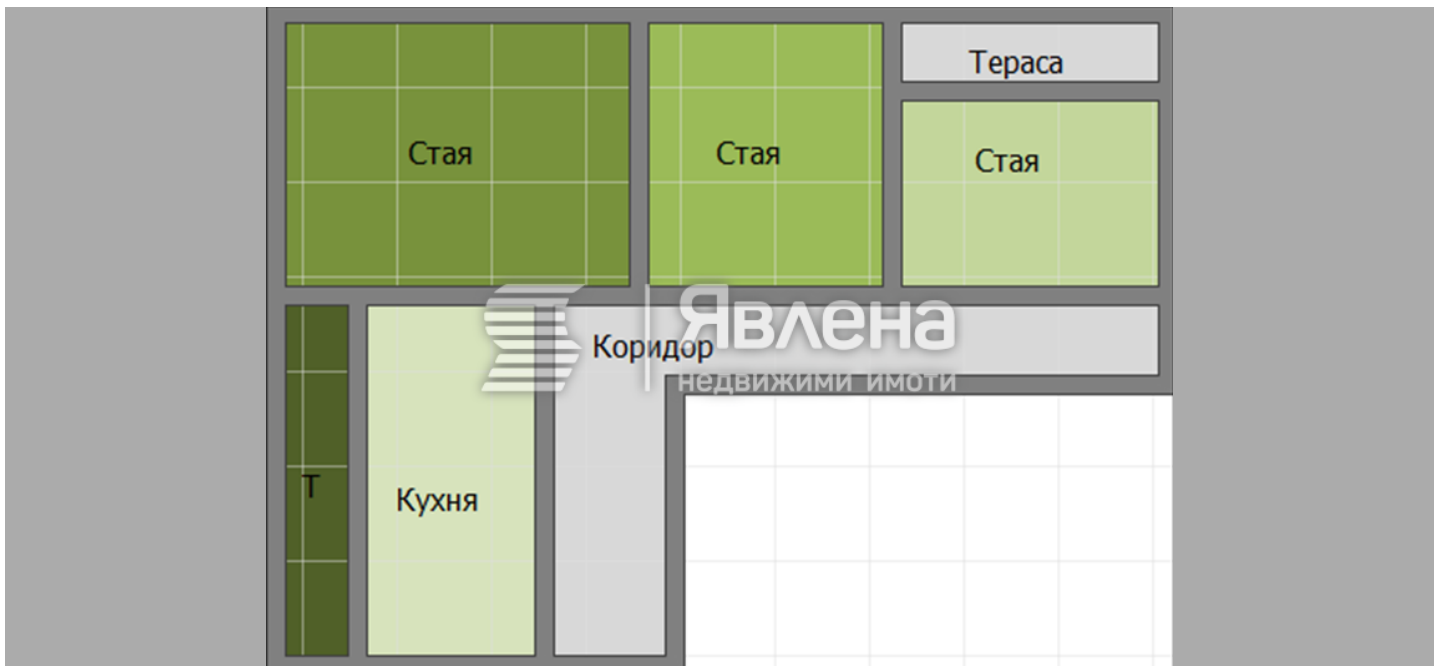 Тераса
Стая
Стая
Стая
Явлена
недвижими имоти
Коридор
Т
Кухня